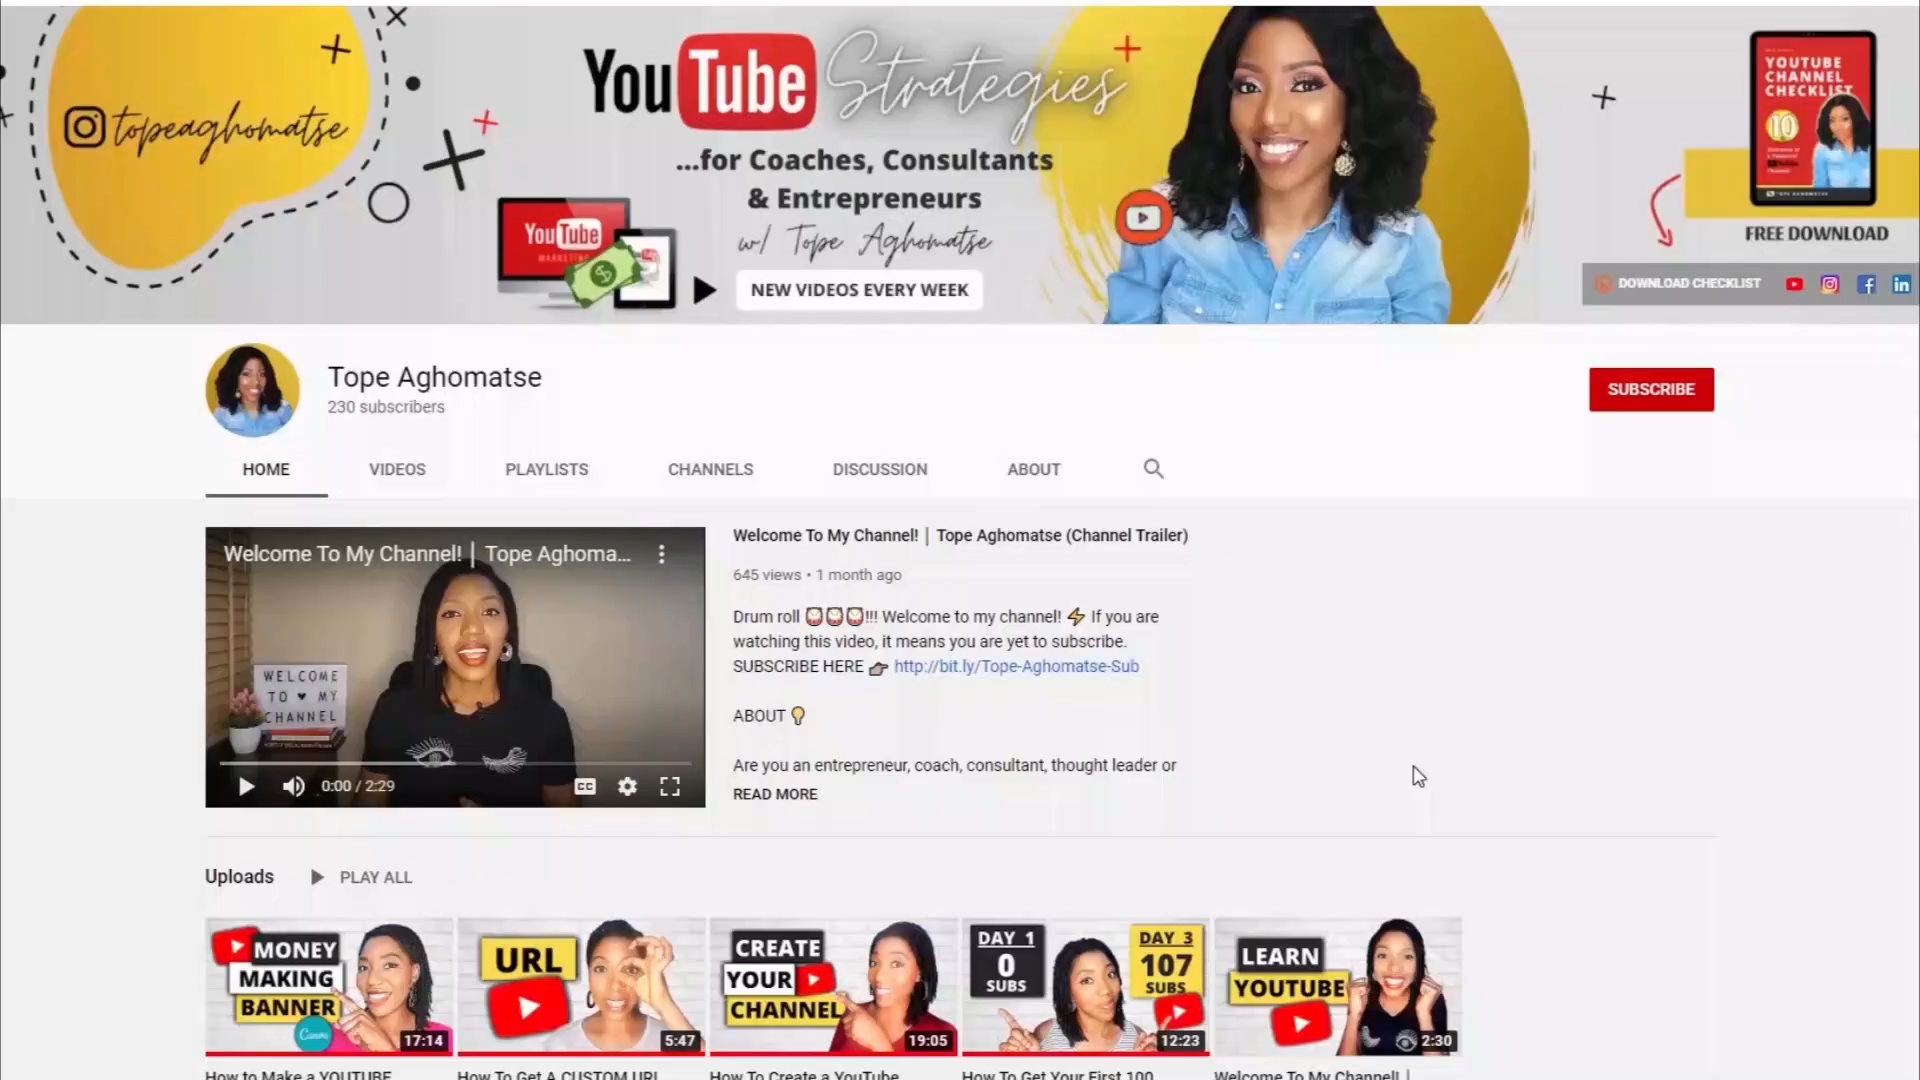 topeaghomatse
YouTube Strategies
...for Coaches, Consultants
& Entrepreneurs
w/ Tope Aghomatse
NEW VIDEOS EVERY WEEK
YouTube
MARKETING
YOUTUBE
CHANNEL
CHECKLIST
10
TOPE AGHOMATSE
FREE DOWNLOAD
DOWNLOAD CHECKLIST
Tope Aghomatse
230 subscribers
SUBSCRIBE
HOME VIDEOS PLAYLISTS CHANNELS DISCUSSION ABOUT
Welcome To My Channel! | Tope Aghoma...
WELCOME
TO ♥ MY
CHANNEL
0:00 / 2:29
CC
Welcome To My Channel! | Tope Aghomatse (Channel Trailer)
645 views • 1 month ago
Drum roll 🥁🥁🥁!!! Welcome to my channel! ⚡ If you are
watching this video, it means you are yet to subscribe.
SUBSCRIBE HERE 👉 http://bit.ly/Tope-Aghomatse-Sub
ABOUT 💡
Are you an entrepreneur, coach, consultant, thought leader or
READ MORE
Uploads PLAY ALL
MONEY
MAKING
BANNER
Canva
17:14
URL
5:47
CREATE
YOUR
CHANNEL
19:05
DAY 1
0
SUBS
DAY 3
107
SUBS
12:23
LEARN
YOUTUBE
2:30
How to Make a YOUTUBE
How To Get A CUSTOM URL
How To Create a YouTube
How To Get Your First 100
Welcome To My Channel! |